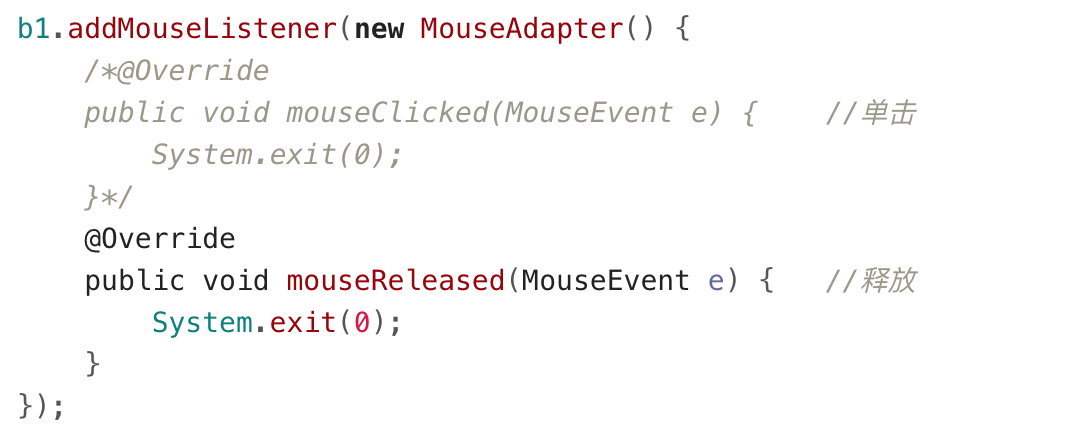 b1.addMouseListener(new MouseAdapter() {
    /*@Override
    public void mouseClicked(MouseEvent e) {    //单击
        System.exit(0);
    }*/
    @Override
    public void mouseReleased(MouseEvent e) {   //释放
        System.exit(0);
    }
});